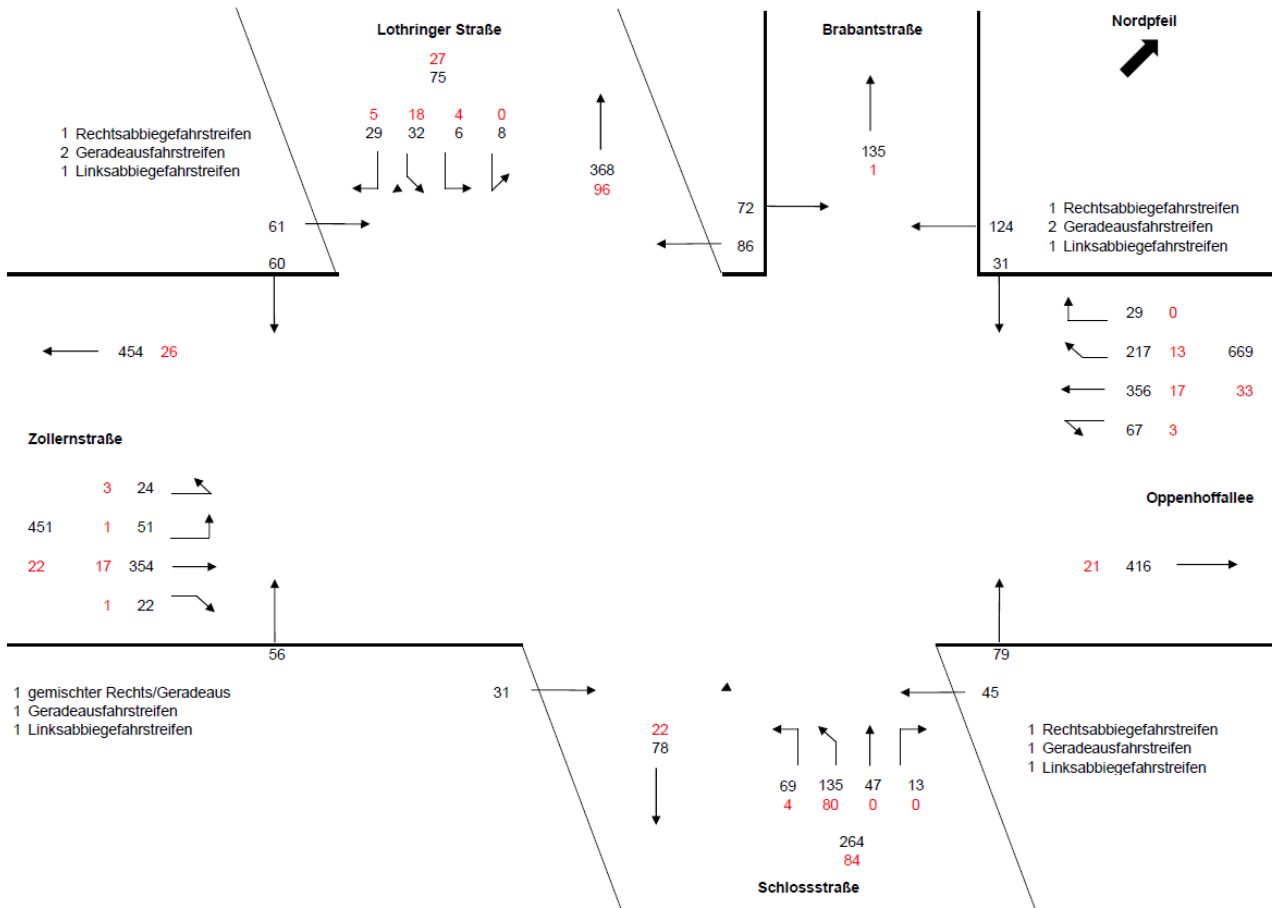 Lothringer Straße
Brabantstraße
Nordpfeil
27
75
5 18 4 0
29 32 6 8
1 Rechtsabbiegefahrstreifen
2 Geradeausfahrstreifen
1 Linksabbiegefahrstreifen
368
96
135
1
61
60
72
86
124
31
1 Rechtsabbiegefahrstreifen
2 Geradeausfahrstreifen
1 Linksabbiegefahrstreifen
454 26
29 0
217 13 669
356 17 33
67 3
Zollernstraße
3 24
451 1 51
22 17 354
1 22
Oppenhoffallee
21 416
56
79
1 gemischter Rechts/Geradeaus
1 Geradeausfahrstreifen
1 Linksabbiegefahrstreifen
31
45
22
78
1 Rechtsabbiegefahrstreifen
1 Geradeausfahrstreifen
1 Linksabbiegefahrstreifen
69 135 47 13
4 80 0 0
264
84
Schlossstraße